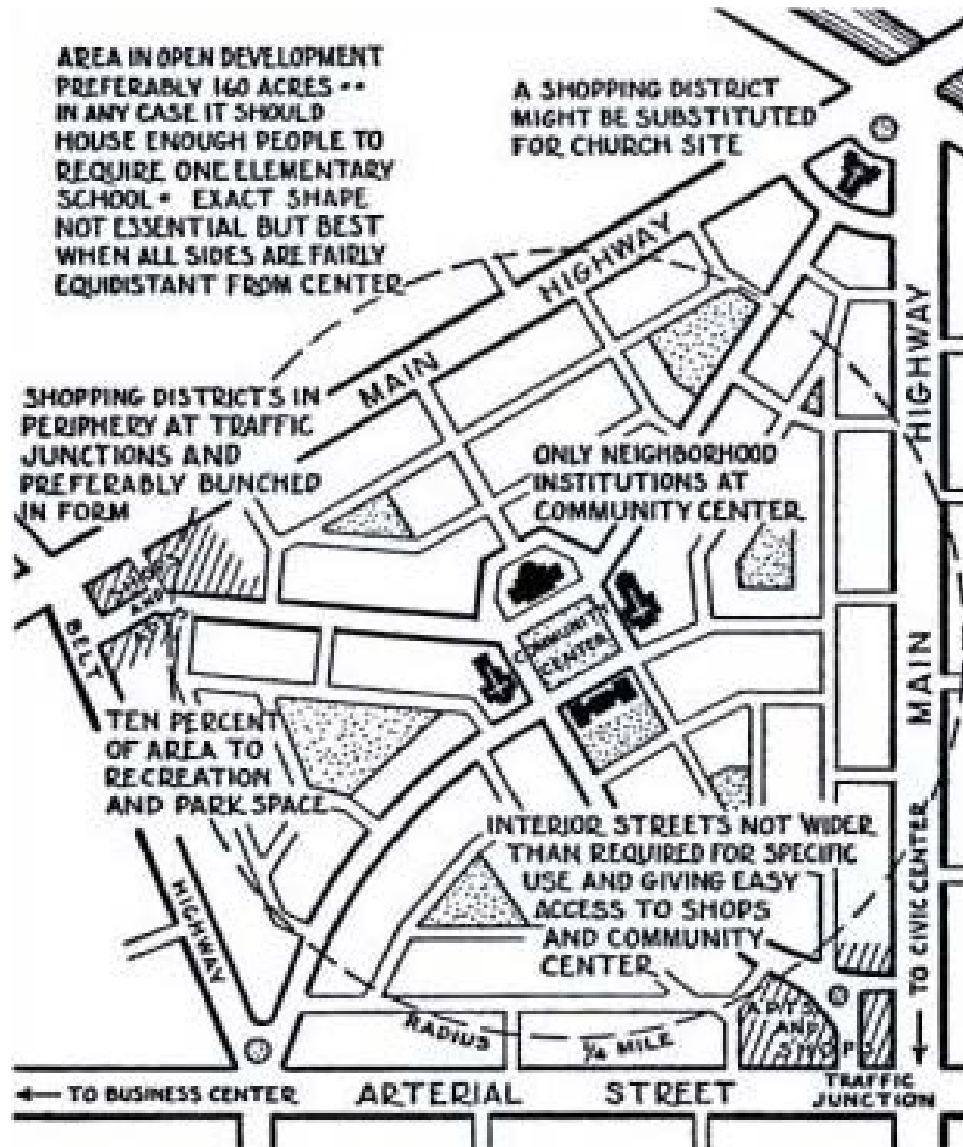 AREA IN OPEN DEVELOPMENT
PREFERABLY 160 ACRES ••
IN ANY CASE IT SHOULD
HOUSE ENOUGH PEOPLE TO
REQUIRE ONE ELEMENTARY
SCHOOL • EXACT SHAPE
NOT ESSENTIAL BUT BEST
WHEN ALL SIDES ARE FAIRLY
EQUIDISTANT FROM CENTER
A SHOPPING DISTRICT
MIGHT BE SUBSTITUTED
FOR CHURCH SITE
MAIN HIGHWAY
SHOPPING DISTRICTS IN
PERIPHERY AT TRAFFIC
JUNCTIONS AND
PREFERABLY BUNCHED
IN FORM
ONLY NEIGHBORHOOD
INSTITUTIONS AT
COMMUNITY CENTER
MAIN HIGHWAY
COMMUNITY
CENTER
BELT
HIGHWAY
TEN PERCENT
OF AREA TO
RECREATION
AND PARK SPACE
INTERIOR STREETS NOT WIDER
THAN REQUIRED FOR SPECIFIC
USE AND GIVING EASY
ACCESS TO SHOPS
AND COMMUNITY
CENTER
TO CIVIC CENTER
APTS
AND
SHOPS
RADIUS ¼ MILE
TO BUSINESS CENTER
ARTERIAL STREET
TRAFFIC
JUNCTION